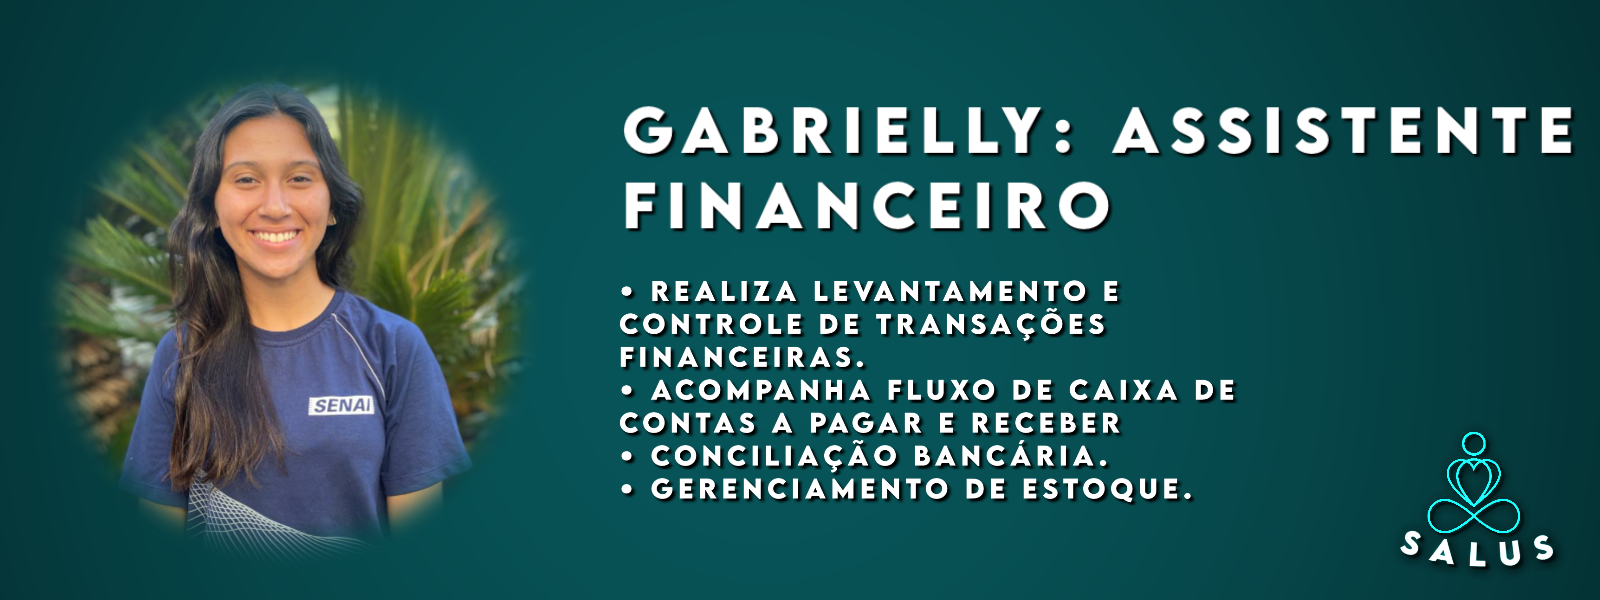 GABRIELLY: ASSISTENTE
FINANCEIRO
• REALIZA LEVANTAMENTO E
CONTROLE DE TRANSAÇÕES
FINANCEIRAS.
• ACOMPANHA FLUXO DE CAIXA DE
CONTAS A PAGAR E RECEBER
• CONCILIAÇÃO BANCÁRIA.
• GERENCIAMENTO DE ESTOQUE.
SENAI
SALUS